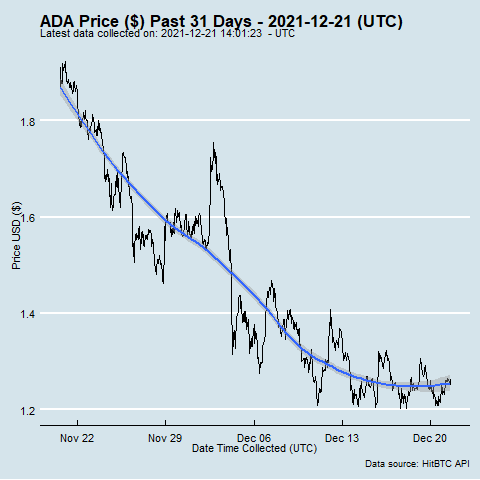 ADA Price ($) Past 31 Days - 2021-12-21 (UTC)
Latest data collected on: 2021-12-21 14:01:23 - UTC
Price USD ($)
1.8
1.6
1.4
1.2
Nov 22 Nov 29 Dec 06 Dec 13 Dec 20
Date Time Collected (UTC)
Data source: HitBTC API